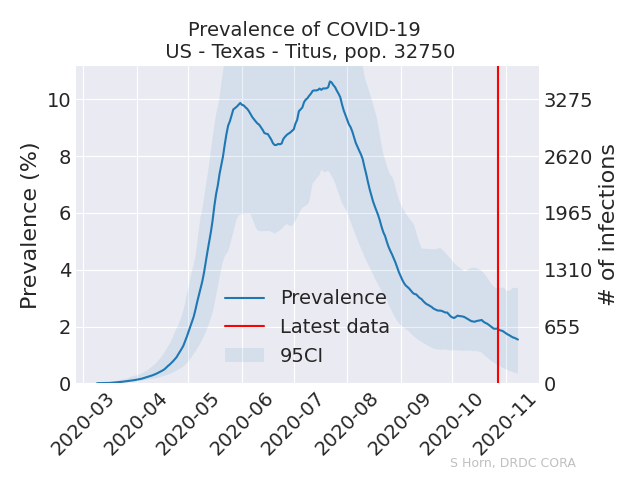 Prevalence of COVID-19
US - Texas - Titus, pop. 32750
Prevalence (%)
10
8
6
4
2
0
3275
2620
1965
1310
655
0
# of infections
Prevalence
Latest data
95CI
2020-03
2020-04
2020-05
2020-06
2020-07
2020-08
2020-09
2020-10
2020-11
S Horn, DRDC CORA